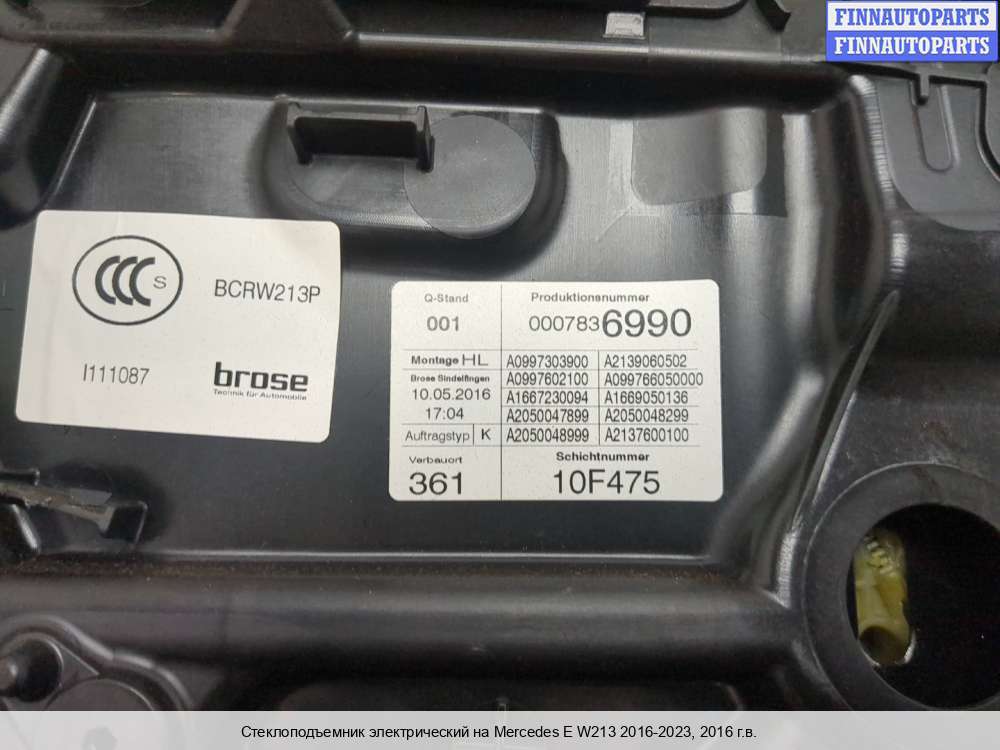 FINNAUTOPARTS
FINNAUTOPARTS
CCC S
BCRW213P
I111087
brose
Technik für Automobile
Q-Stand
001
Produktionsnummer
0007836990
Montage HL
Brose Sindelfingen
10.05.2016
17:04
Auftragstyp K
A0997303900 A2139060502
A0997602100 A099766050000
A1667230094 A1669050136
A2050047899 A2050048299
A2050048999 A2137600100
Verbauort
361
Schichtnummer
10F475
Стеклоподъемник электрический на Mercedes E W213 2016-2023, 2016 г.в.